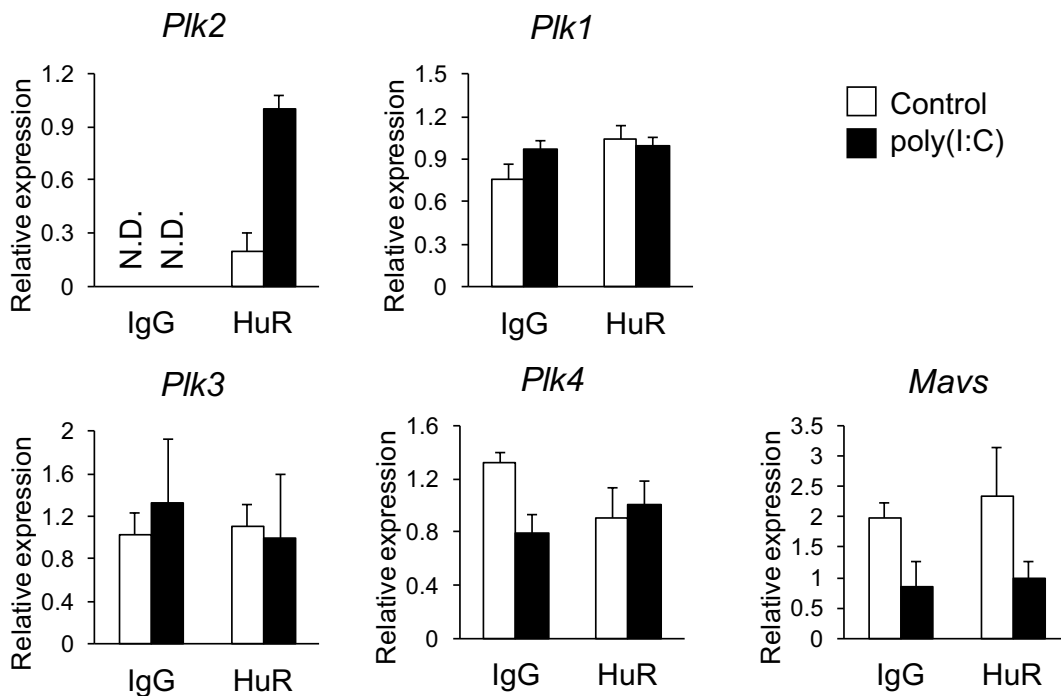 Plk2
Relative expression
1.2
0.9
0.6
0.3
0
N.D.
N.D.
IgG HuR
Plk1
Relative expression
1.5
1.2
0.9
0.6
0.3
0
IgG HuR
Control
poly(I:C)
Plk3
Relative expression
2
1.6
1.2
0.8
0.4
0
IgG HuR
Plk4
Relative expression
1.6
1.2
0.8
0.4
0
IgG HuR
Mavs
Relative expression
3.5
3
2.5
2
1.5
1
0.5
0
IgG HuR